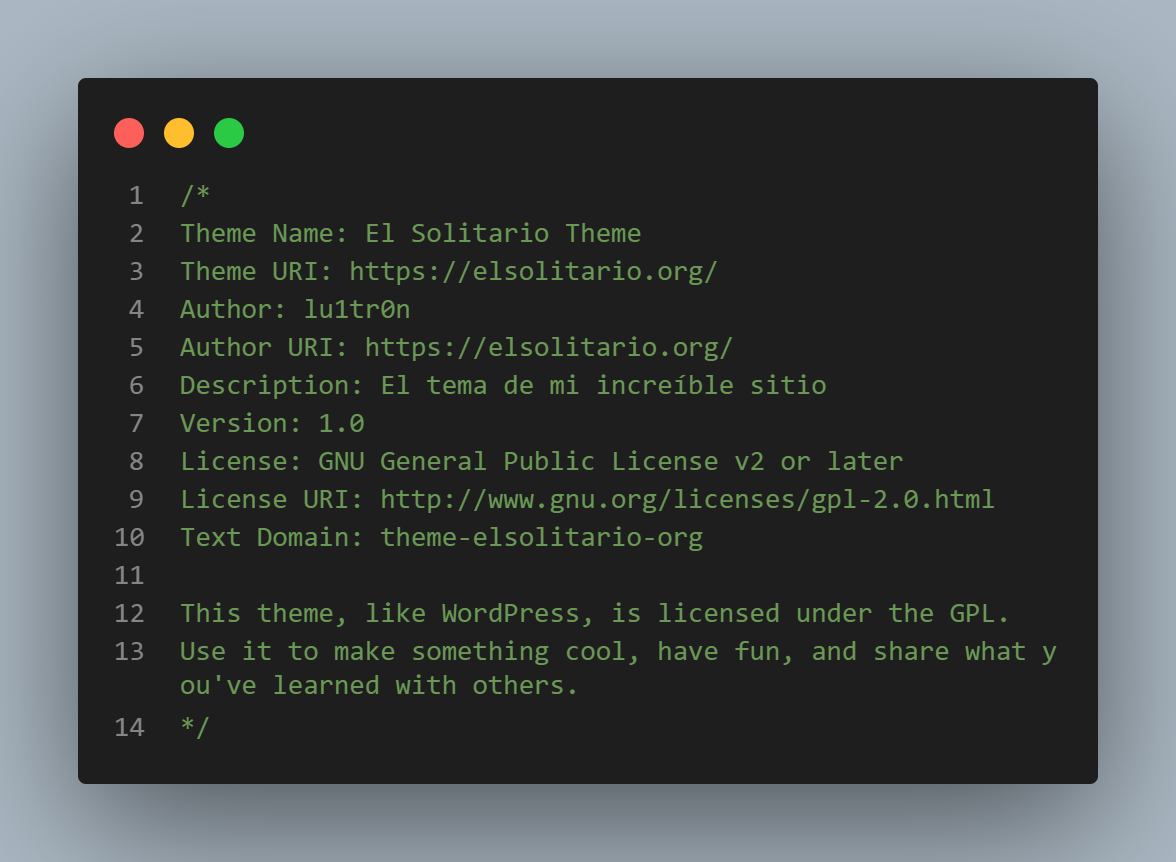 1 /*
2 Theme Name: El Solitario Theme
3 Theme URI: https://elsolitario.org/
4 Author: lu1tr0n
5 Author URI: https://elsolitario.org/
6 Description: El tema de mi increíble sitio
7 Version: 1.0
8 License: GNU General Public License v2 or later
9 License URI: http://www.gnu.org/licenses/gpl-2.0.html
10 Text Domain: theme-elsolitario-org
11
12 This theme, like WordPress, is licensed under the GPL.
13 Use it to make something cool, have fun, and share what y
ou've learned with others.
14 */